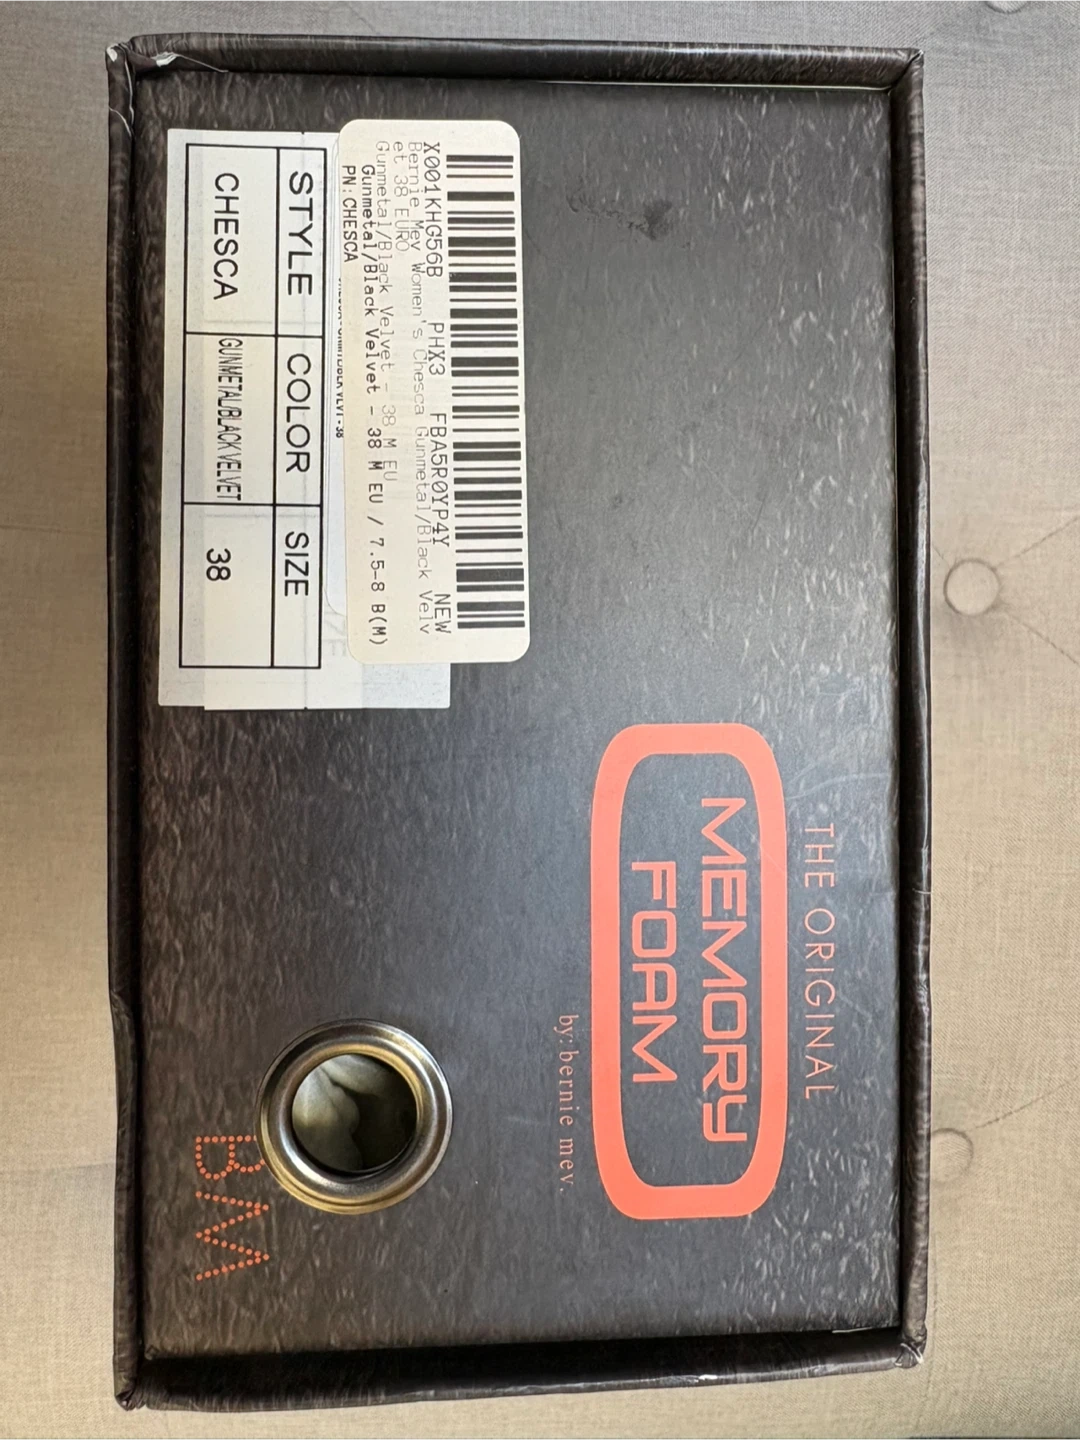 X001KHG56B PHX3 FBA5R0YP4Y NEW
Bernie Mev Women's Chesca Gunmetal/Black Velv
et 38 EURO
Gunmetal/Black Velvet - 38 M EU
Gunmetal/Black Velvet - 38 M EU / 7.5-8 B(M)
PN:CHESCA
STYLE COLOR SIZE
CHESCA GUNMETAL/BLACK VELVET 38
THE ORIGINAL
MEMORY
FOAM
by: bernie mev.
BM